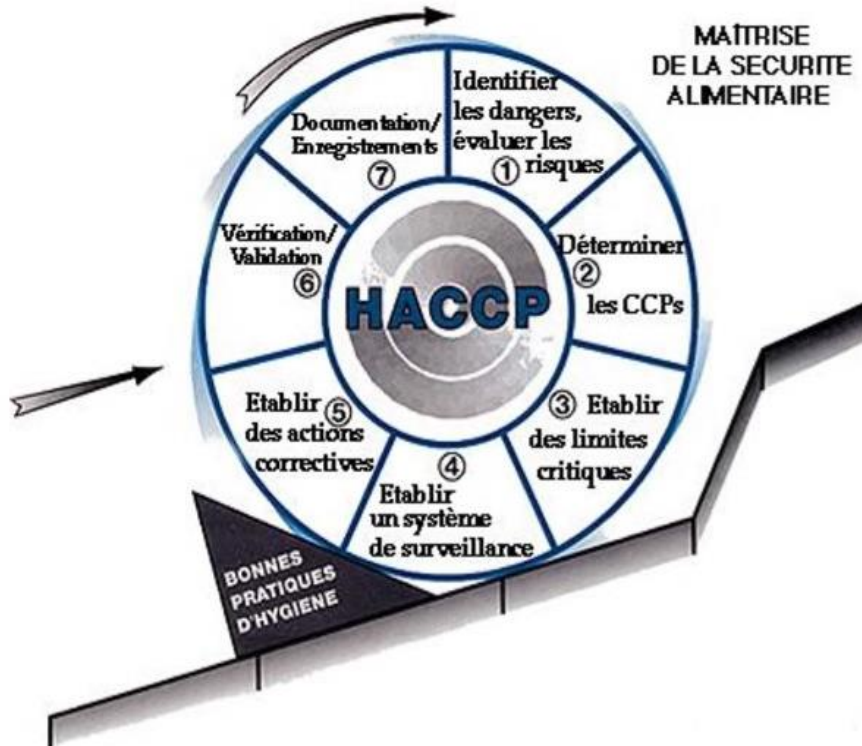 MAÎTRISE
DE LA SECURITE
ALIMENTAIRE
Identifier
les dangers,
évaluer les
① risques
Déterminer
②
les CCPs
③ Etablir
des limites
critiques
④
Etablir
un système
de surveillance
Etablir ⑤
des actions
correctives
Vérification/
Validation
⑥
Documentation/
Enregistrements
⑦
HACCP
BONNES
PRATIQUES
D'HYGIENE